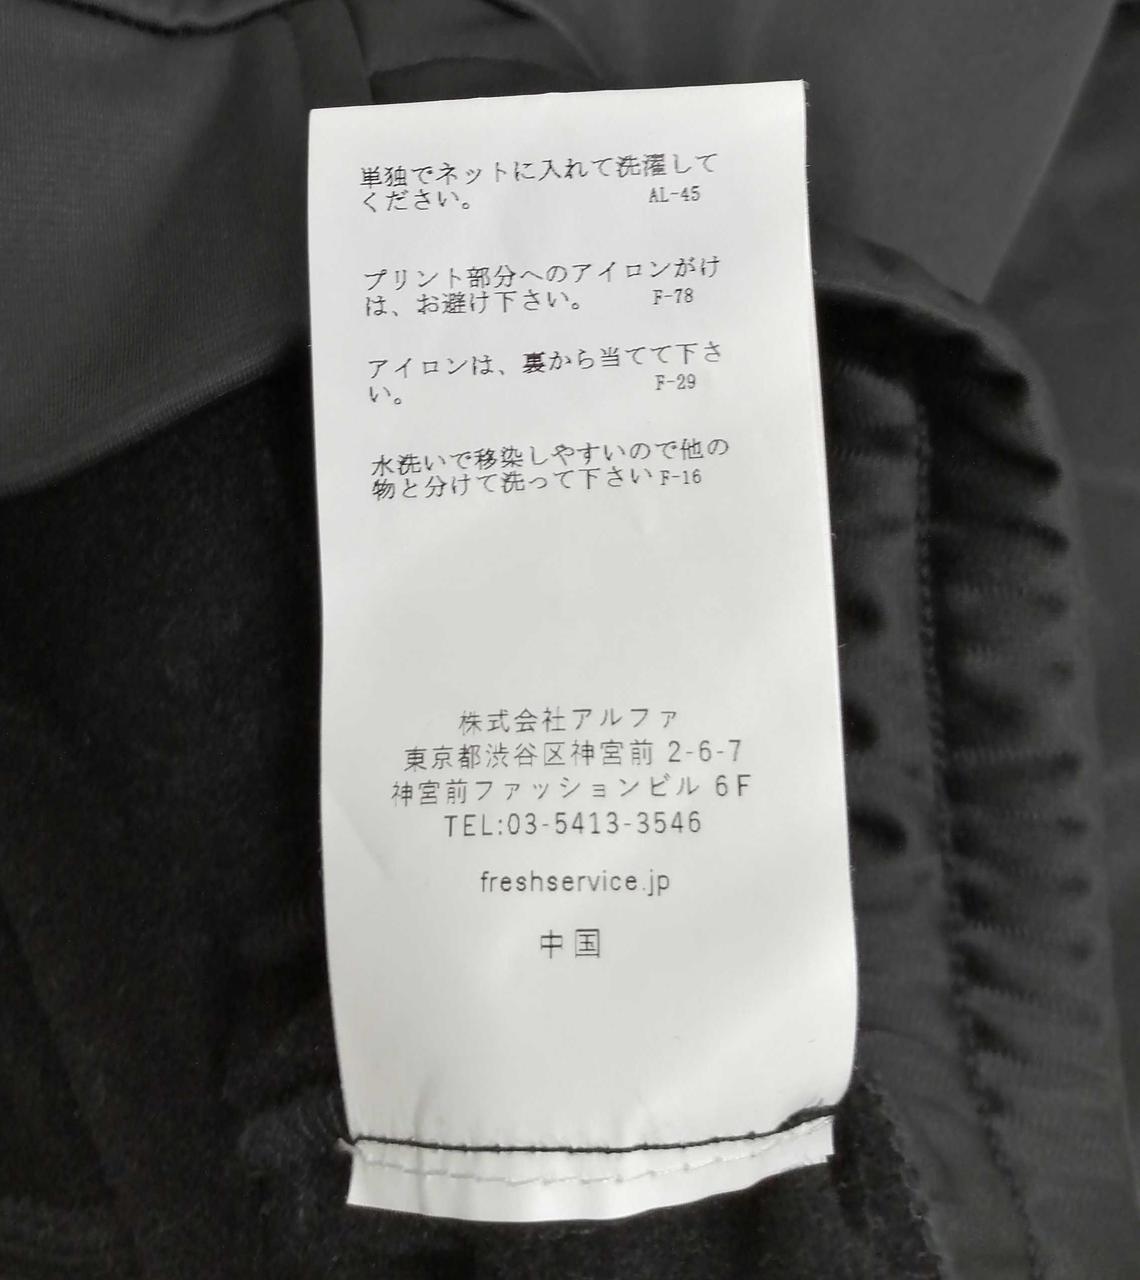 単独でネットに入れて洗濯して
ください。 AL-45
プリント部分へのアイロンがけ
は、お避け下さい。 F-78
アイロンは、裏から当てて下さ
い。 F-29
水洗いで移染しやすいので他の
物と分けて洗って下さい F-16
株式会社アルファ
東京都渋谷区神宮前 2-6-7
神宮前ファッションビル 6F
TEL:03-5413-3546
freshservice.jp
中国